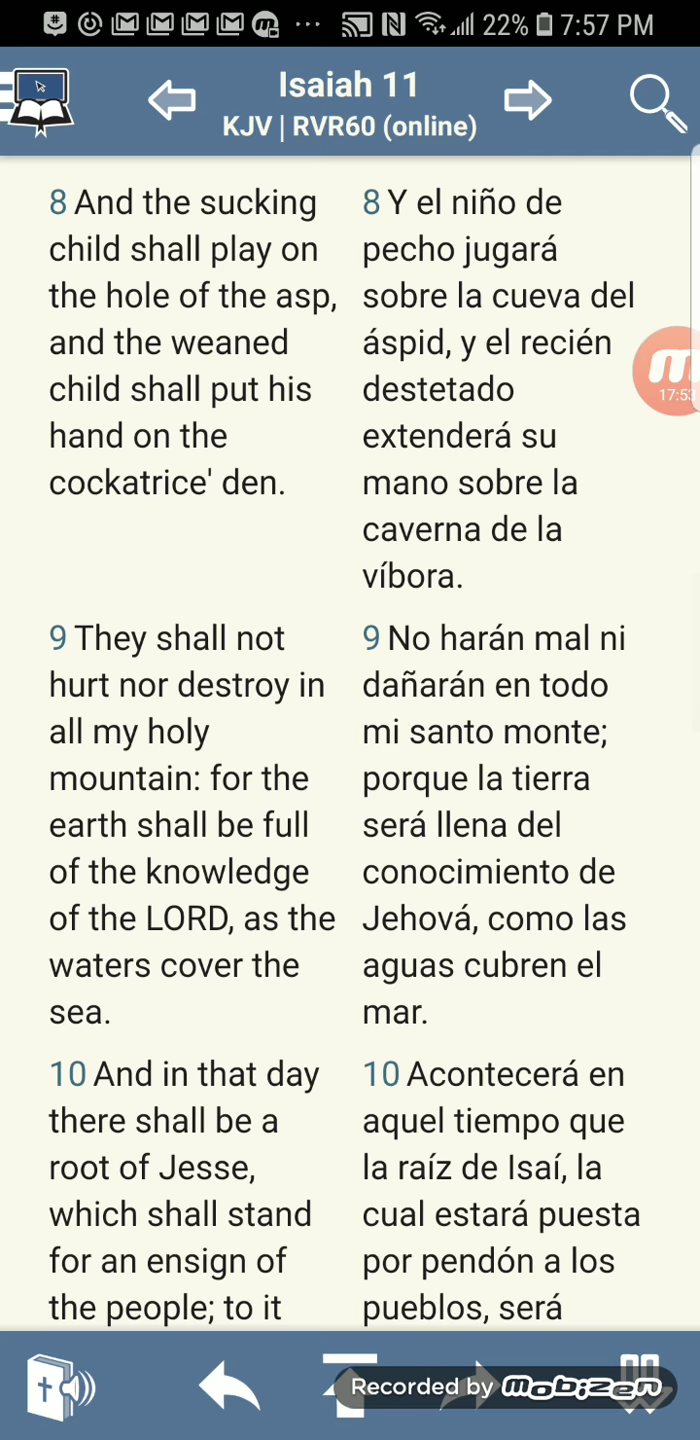 22% 7:57 PM
Isaiah 11
KJV | RVR60 (online)
8 And the sucking
child shall play on
the hole of the asp,
and the weaned
child shall put his
hand on the
cockatrice' den.
8 Y el niño de
pecho jugará
sobre la cueva del
áspid, y el recién
destetado
extenderá su
mano sobre la
caverna de la
víbora.
17:53
9 They shall not
hurt nor destroy in
all my holy
mountain: for the
earth shall be full
of the knowledge
of the LORD, as the
waters cover the
sea.
9 No harán mal ni
dañarán en todo
mi santo monte;
porque la tierra
será llena del
conocimiento de
Jehová, como las
aguas cubren el
mar.
10 And in that day
there shall be a
root of Jesse,
which shall stand
for an ensign of
the people; to it
10 Acontecerá en
aquel tiempo que
la raíz de Isaí, la
cual estará puesta
por pendón a los
pueblos, será
Recorded by mobizen